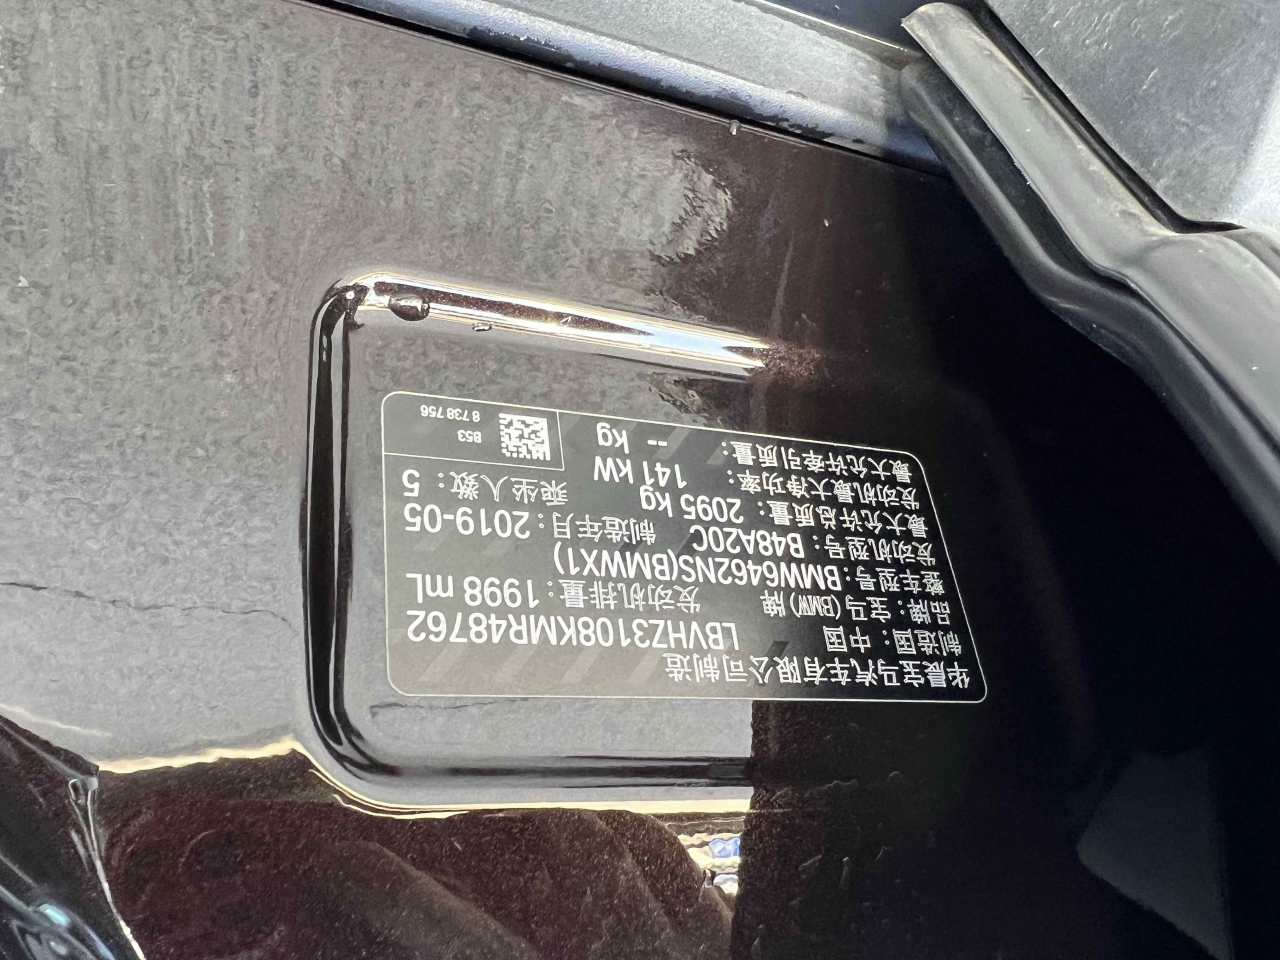 华晨宝马汽车有限公司制造
制造国：中国 LBVHZ3108KMR48762
品牌：宝马(BMW)牌 发动机排量：1998 mL
整车型号：BMW6462NS(BMWX1)
发动机型号：B48A20C 制造年月：2019-05
最大允许总质量：2095 kg 乘坐人数：5
发动机最大净功率：141 kW
最大允许牵引质量：-- kg
B53
8 738 756